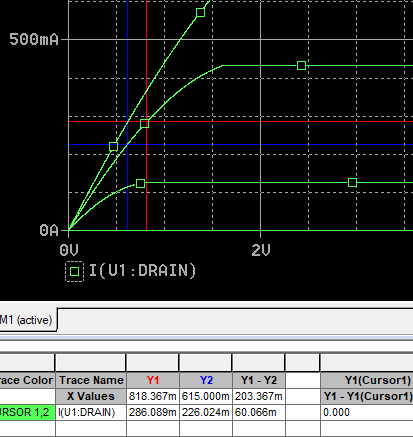 500mA
0A
0V 2V
I(U1:DRAIN)
M1 (active)
race Color Trace Name Y1 Y2 Y1 - Y2 Y1(Cursor1)
X Values 818.367m 615.000m 203.367m Y1 - Y1(Cursor1)
URSOR 1,2 I(U1:DRAIN) 286.089m 226.024m 60.066m 0.000